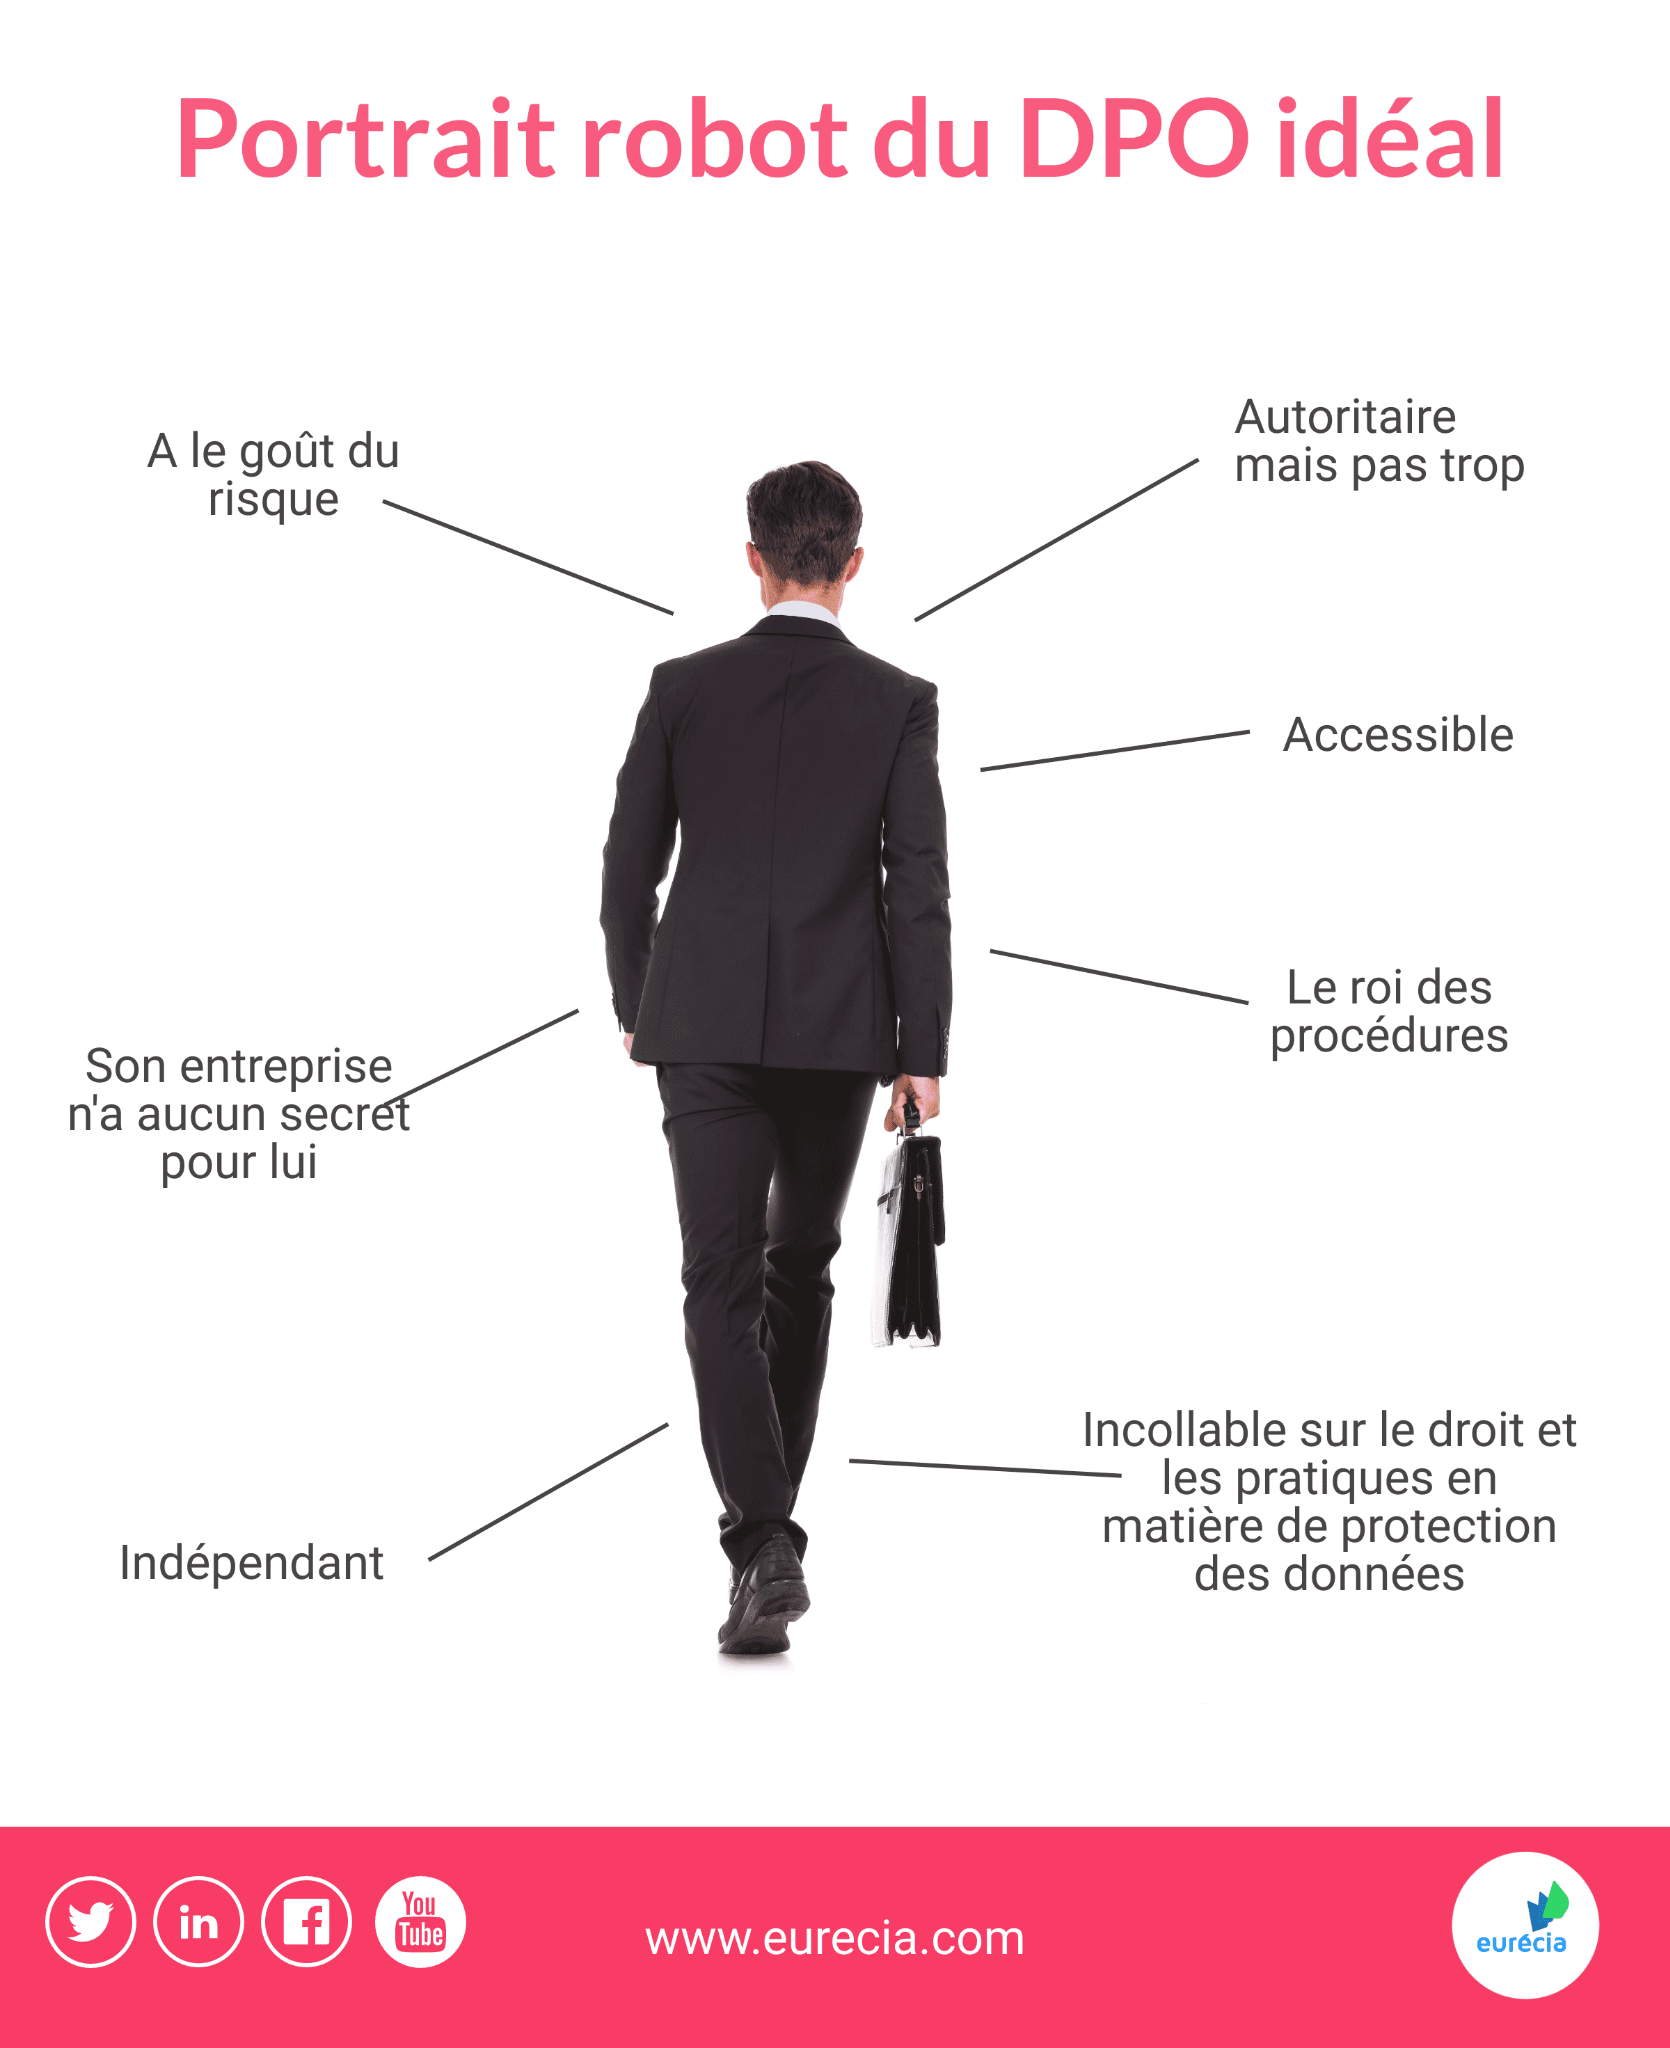 Portrait robot du DPO idéal
A le goût du
risque
Autoritaire
mais pas trop
Accessible
Le roi des
procédures
Son entreprise
n'a aucun secret
pour lui
Incollable sur le droit et
les pratiques en
matière de protection
des données
Indépendant
in
You
Tube
www.eurecia.com
eurécia